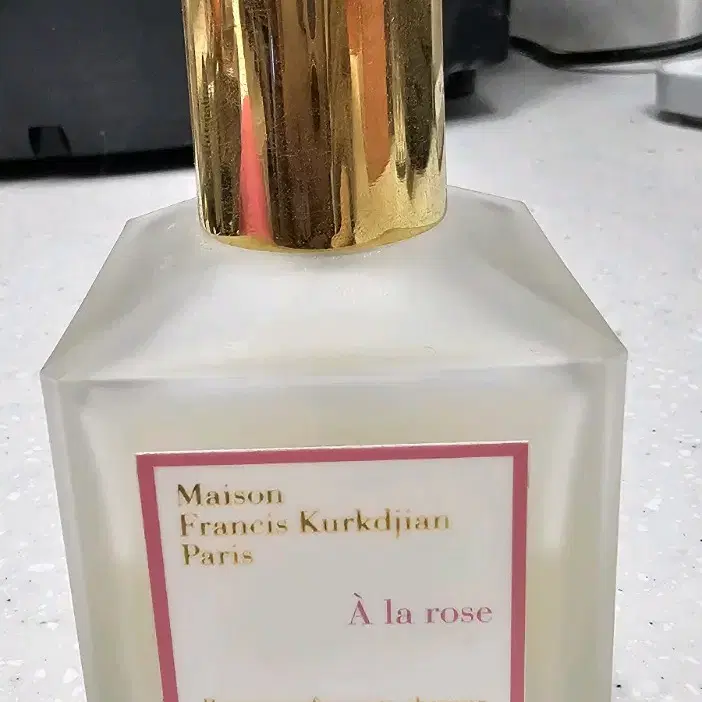 Maison
Francis Kurkdjian
Paris
À la rose